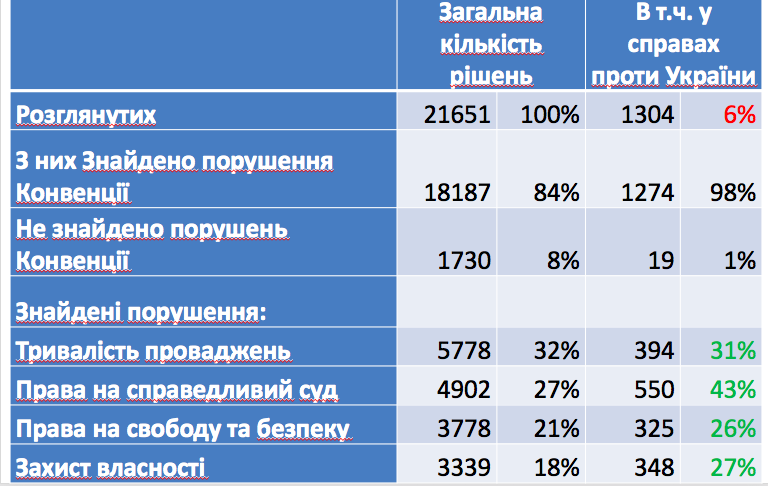 Загальна кількість рішень В т.ч. у справах проти України
Розглянутих 21651 100% 1304 6%
З них Знайдено порушення
Конвенції 18187 84% 1274 98%
Не знайдено порушень
Конвенції 1730 8% 19 1%
Знайдені порушення:
Тривалість проваджень 5778 32% 394 31%
Права на справедливий суд 4902 27% 550 43%
Права на свободу та безпеку 3778 21% 325 26%
Захист власності 3339 18% 348 27%